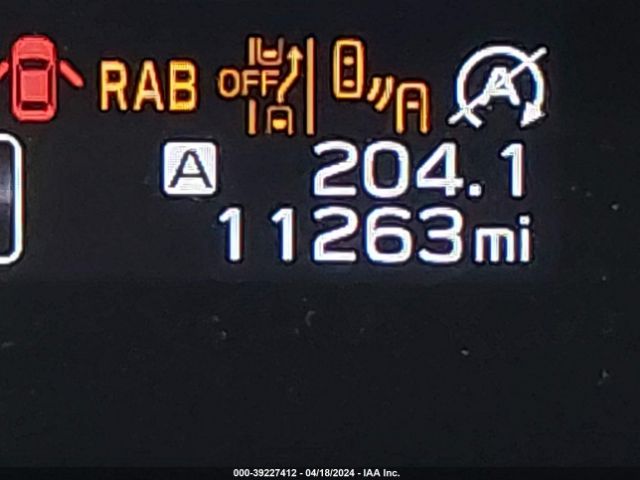 RAB OFF A
A 204.1
11263mi
000-39227412 - 04/18/2024 - IAA Inc.